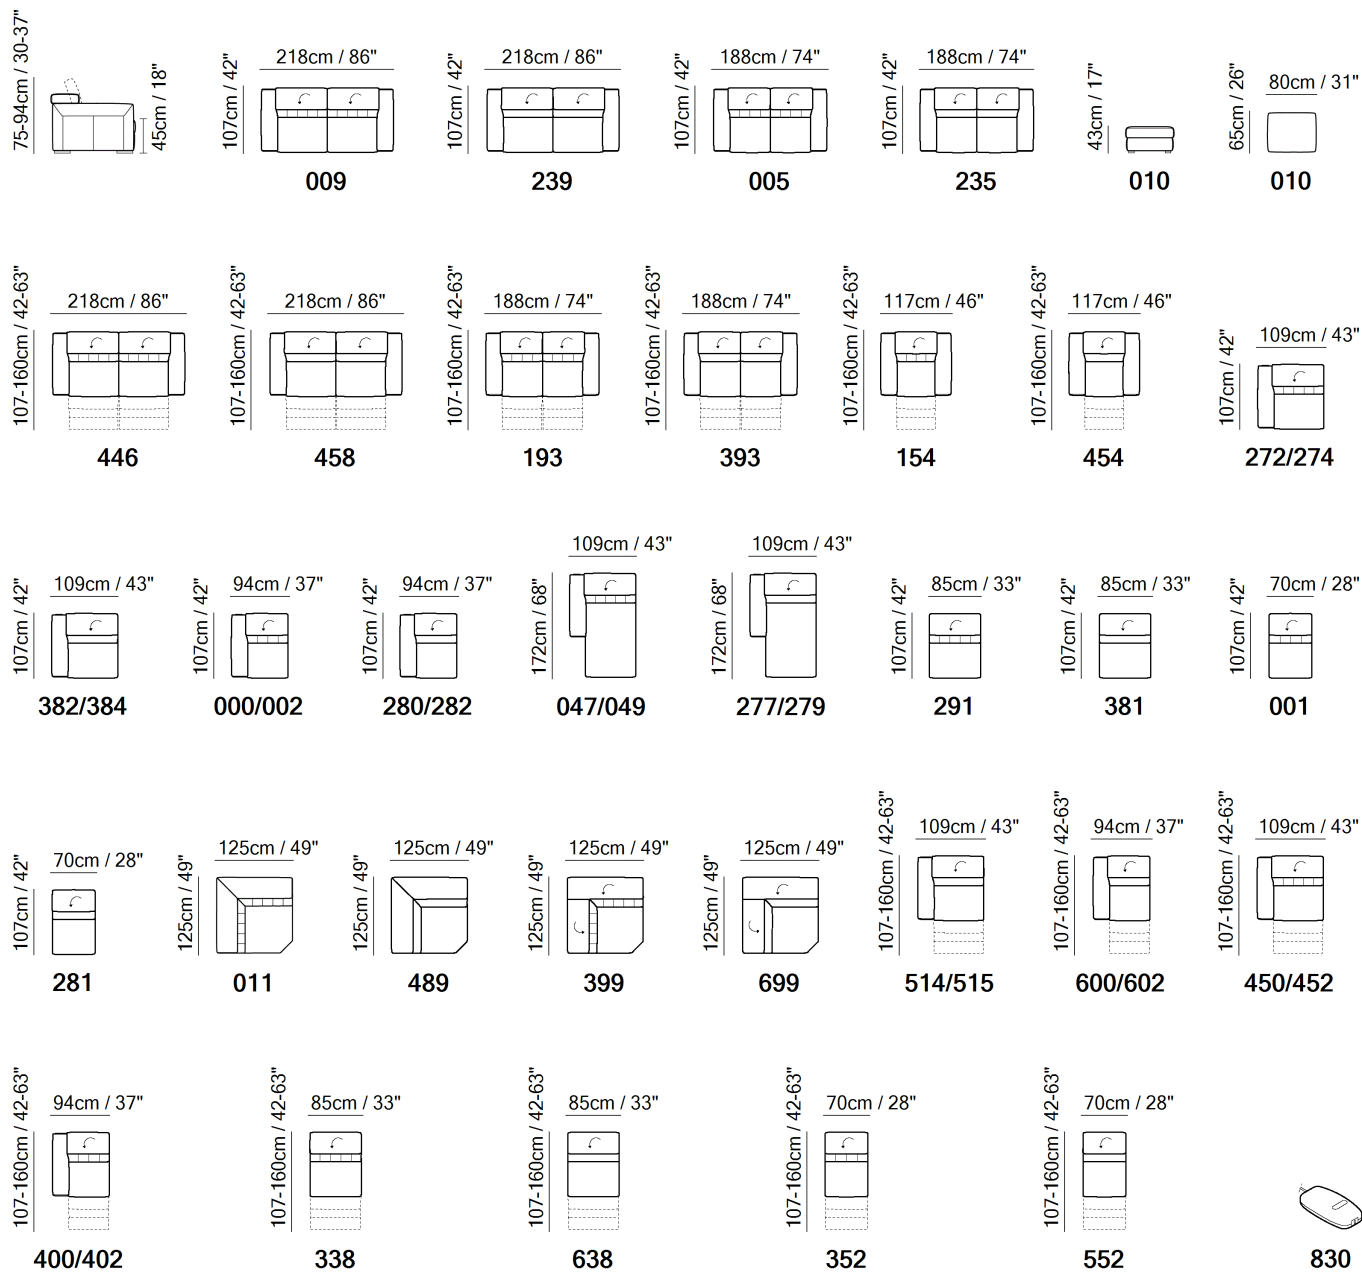 75-94cm / 30-37"
45cm / 18"
107cm / 42"
218cm / 86"
009
107cm / 42"
218cm / 86"
239
107cm / 42"
188cm / 74"
005
107cm / 42"
188cm / 74"
235
43cm / 17"
010
65cm / 26"
80cm / 31"
010
107-160cm / 42-63"
218cm / 86"
446
107-160cm / 42-63"
218cm / 86"
458
107-160cm / 42-63"
188cm / 74"
193
107-160cm / 42-63"
188cm / 74"
393
107-160cm / 42-63"
117cm / 46"
154
107-160cm / 42-63"
117cm / 46"
454
107cm / 42"
109cm / 43"
272/274
107cm / 42"
109cm / 43"
382/384
107cm / 42"
94cm / 37"
000/002
107cm / 42"
94cm / 37"
280/282
172cm / 68"
109cm / 43"
047/049
172cm / 68"
109cm / 43"
277/279
107cm / 42"
85cm / 33"
291
107cm / 42"
85cm / 33"
381
107cm / 42"
70cm / 28"
001
107cm / 42"
70cm / 28"
281
125cm / 49"
125cm / 49"
011
125cm / 49"
125cm / 49"
489
125cm / 49"
125cm / 49"
399
125cm / 49"
125cm / 49"
699
107-160cm / 42-63"
109cm / 43"
514/515
107-160cm / 42-63"
94cm / 37"
600/602
107-160cm / 42-63"
109cm / 43"
450/452
107-160cm / 42-63"
94cm / 37"
400/402
107-160cm / 42-63"
85cm / 33"
338
107-160cm / 42-63"
85cm / 33"
638
107-160cm / 42-63"
70cm / 28"
352
107-160cm / 42-63"
70cm / 28"
552
830